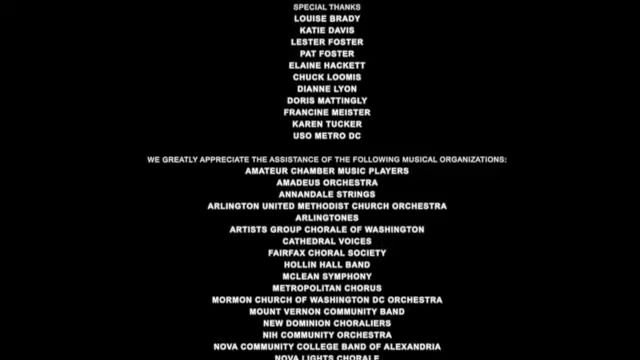 SPECIAL THANKS
LOUISE BRADY
KATIE DAVIS
LESTER FOSTER
PAT FOSTER
ELAINE HACKETT
CHUCK LOOMIS
DIANNE LYON
DORIS MATTINGLY
FRANCINE MEISTER
KAREN TUCKER
USO METRO DC
WE GREATLY APPRECIATE THE ASSISTANCE OF THE FOLLOWING MUSICAL ORGANIZATIONS:
AMATEUR CHAMBER MUSIC PLAYERS
AMADEUS ORCHESTRA
ANNANDALE STRINGS
ARLINGTON UNITED METHODIST CHURCH ORCHESTRA
ARLINGTONES
ARTISTS GROUP CHORALE OF WASHINGTON
CATHEDRAL VOICES
FAIRFAX CHORAL SOCIETY
HOLLIN HALL BAND
MCLEAN SYMPHONY
METROPOLITAN CHORUS
MORMON CHURCH OF WASHINGTON DC ORCHESTRA
MOUNT VERNON COMMUNITY BAND
NEW DOMINION CHORALIERS
NIH COMMUNITY ORCHESTRA
NOVA COMMUNITY COLLEGE BAND OF ALEXANDRIA
NOVA LIGHTS CHORALE